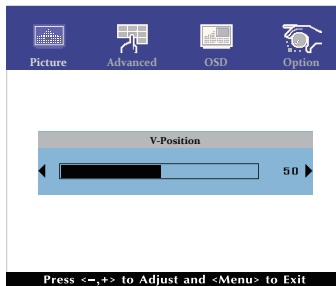 Picture Advanced OSD Option
V-Position
50
Press <–,+> to Adjust and <Menu> to Exit